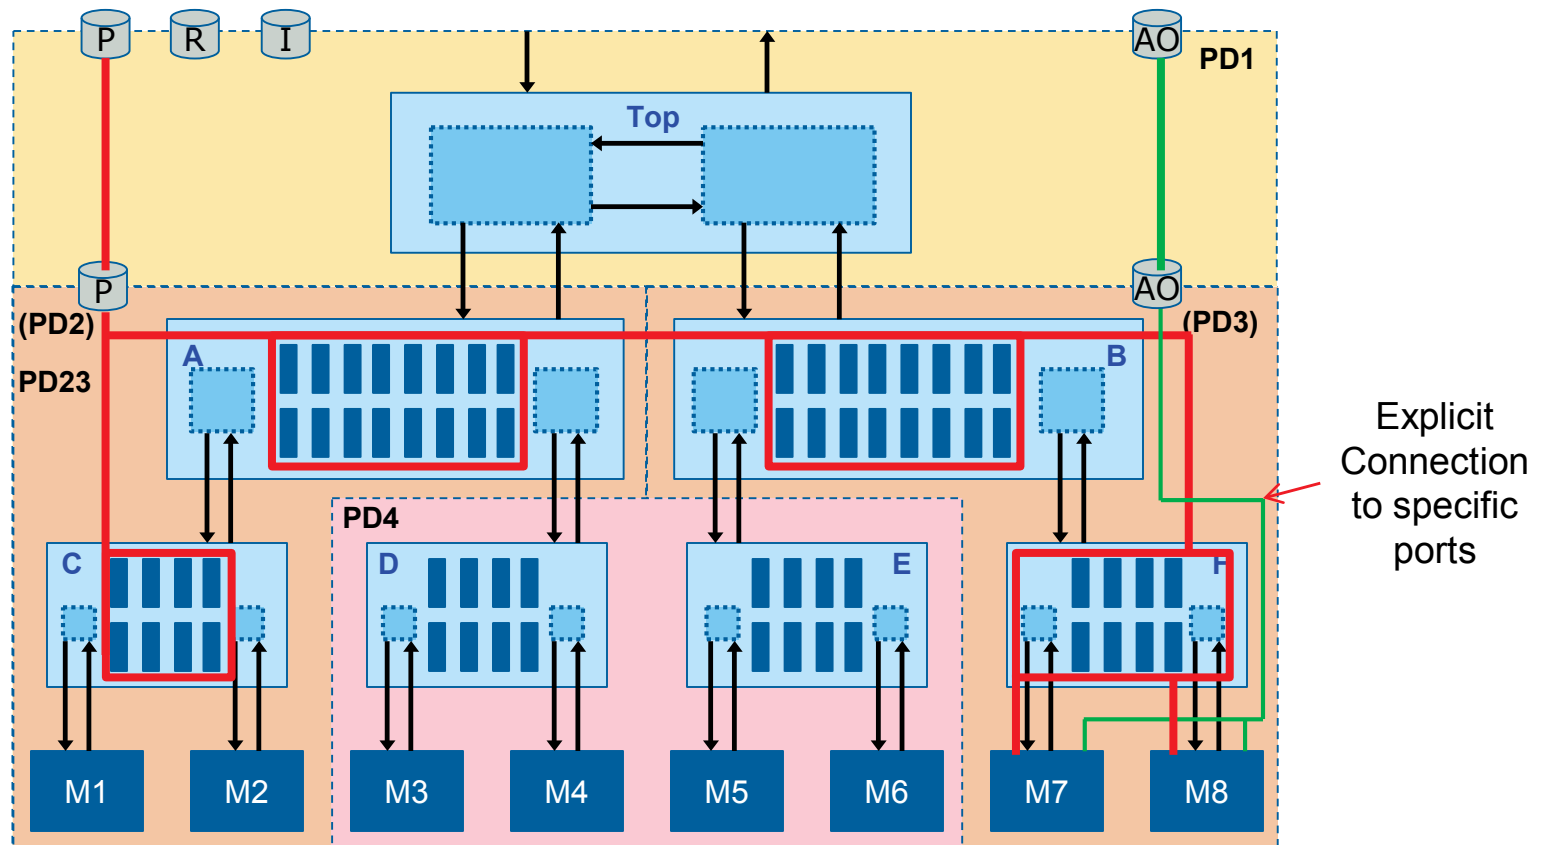 P
R
I
AO
PD1
Top
P
AO
(PD2)
(PD3)
A
B
PD23
Explicit
Connection
to specific
ports
PD4
C
D
E
F
M1
M2
M3
M4
M5
M6
M7
M8